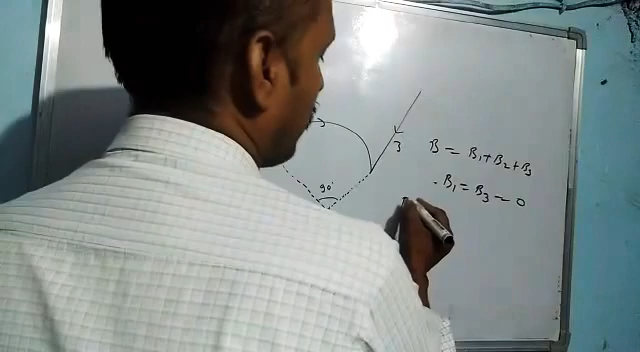 B = B₁+B₂+B₃
B₁ = B₃ = 0
3
90°